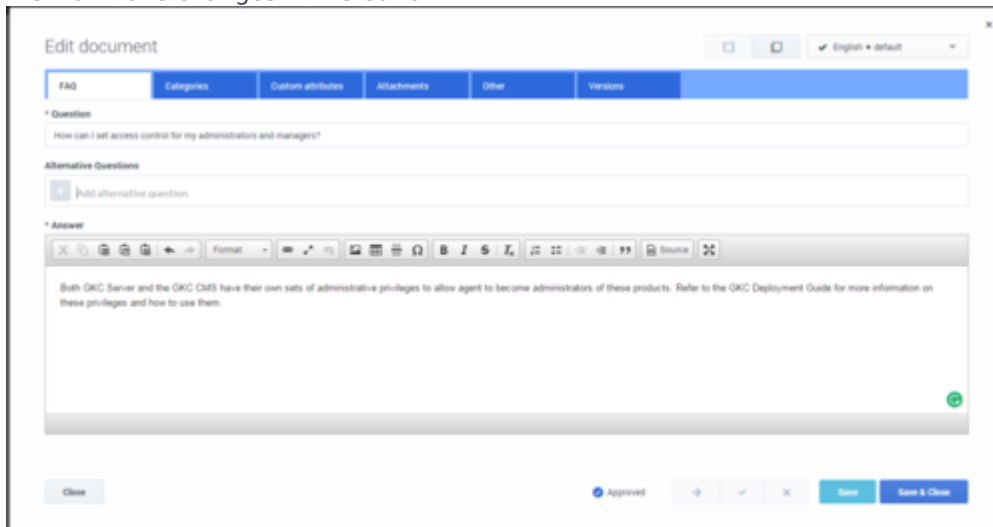 Edit document
English + default
FAQ Categories Custom attributes Attachments Other Versions
* Question
How can I set access control for my administrators and managers?
Alternative Questions
Add alternative question
* Answer
Format B I S Ix Source
Both GKC Server and the GKC CMS have their own sets of administrative privileges to allow agent to become administrators of these products. Refer to the GKC Deployment Guide for more information on
these privileges and how to use them.
Close Approved Save Save & Close